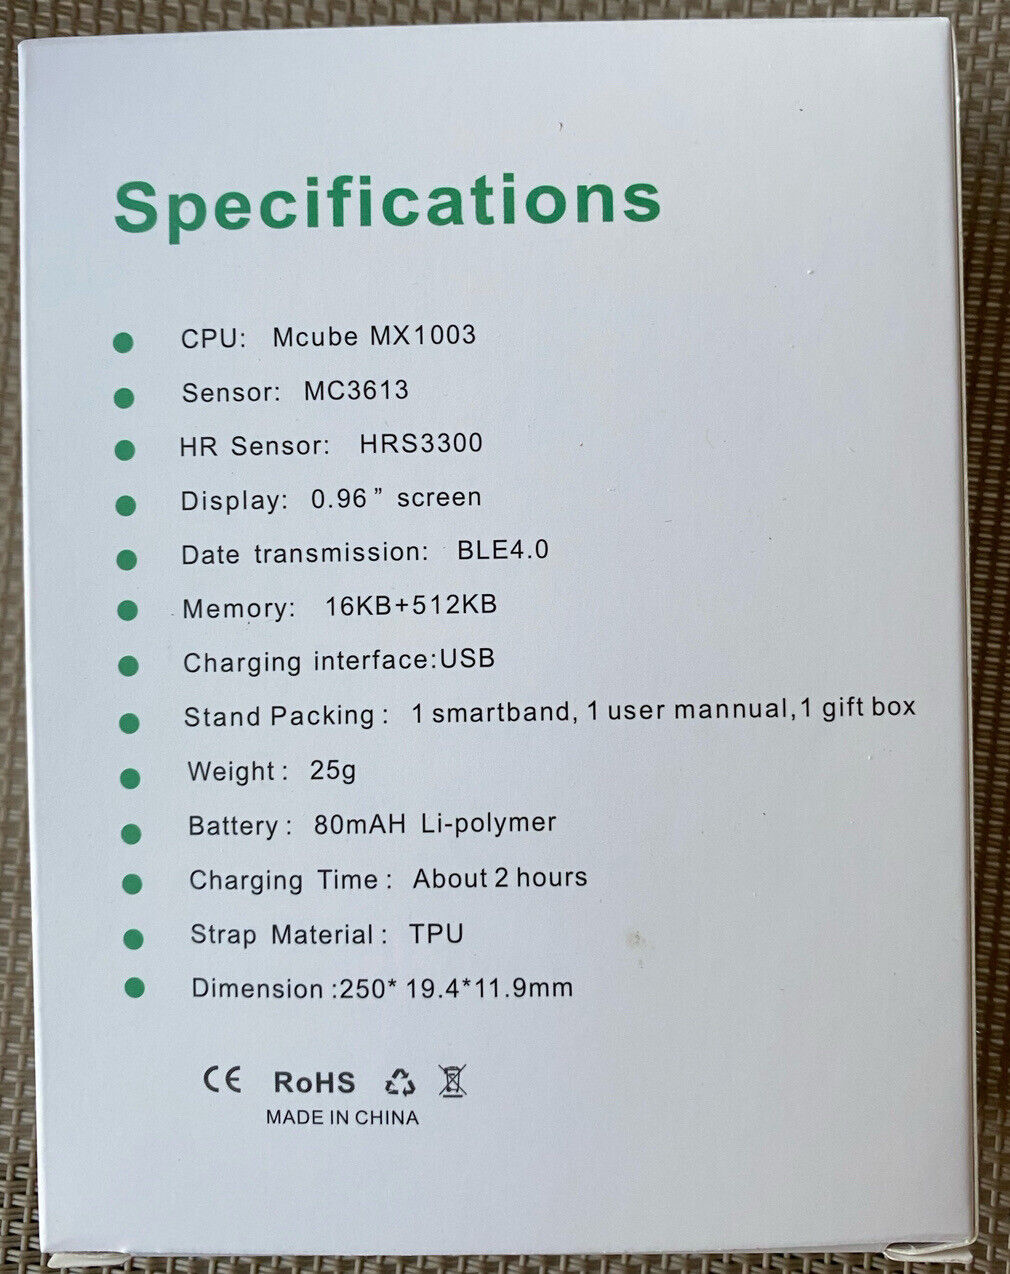 Specifications
CPU: Mcube MX1003
Sensor: MC3613
HR Sensor: HRS3300
Display: 0.96" screen
Date transmission: BLE4.0
Memory: 16KB+512KB
Charging interface:USB
Stand Packing : 1 smartband, 1 user mannual,1 gift box
Weight : 25g
Battery : 80mAH Li-polymer
Charging Time : About 2 hours
Strap Material : TPU
Dimension :250* 19.4*11.9mm
CE RoHS
MADE IN CHINA